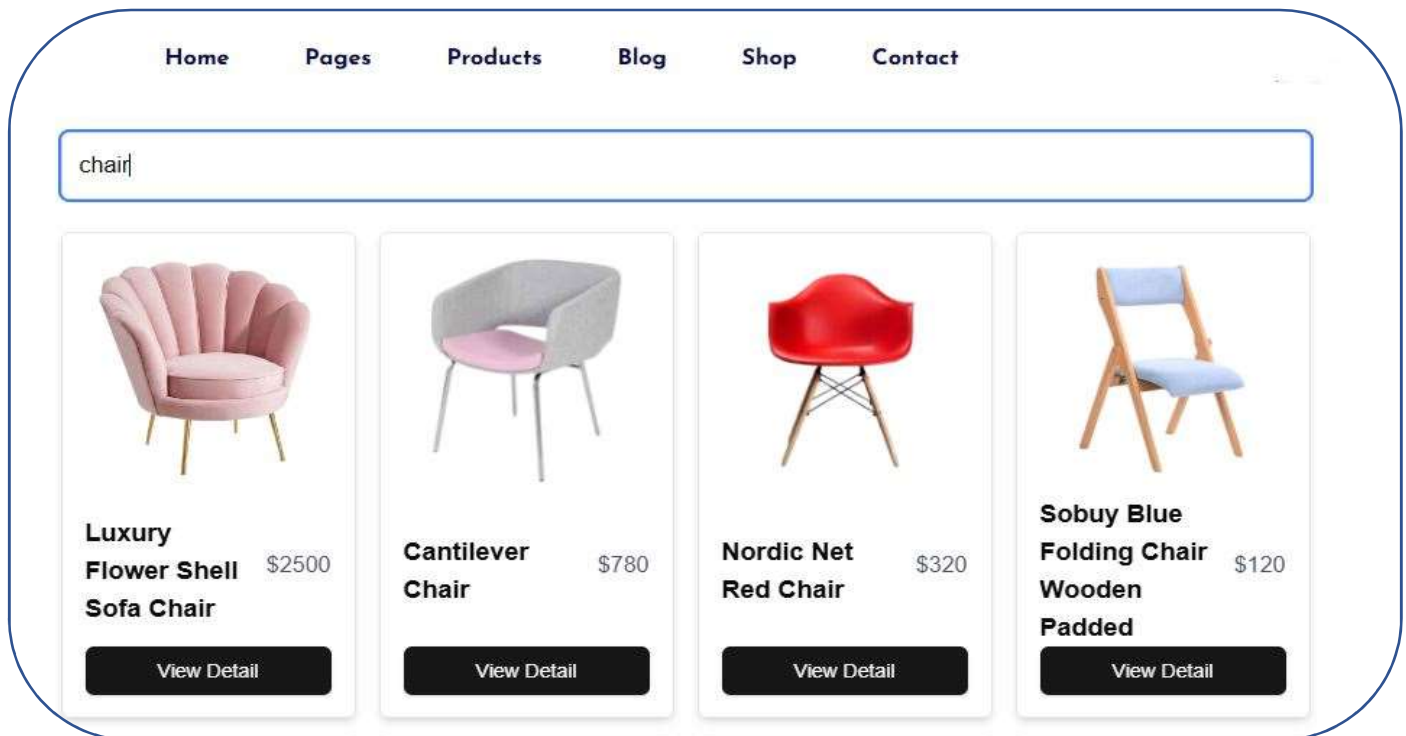 Home Pages Products Blog Shop Contact
chair
Luxury
Flower Shell
Sofa Chair
$2500
Cantilever
Chair
$780
Nordic Net
Red Chair
$320
Sobuy Blue
Folding Chair
Wooden
Padded
$120
View Detail View Detail View Detail View Detail